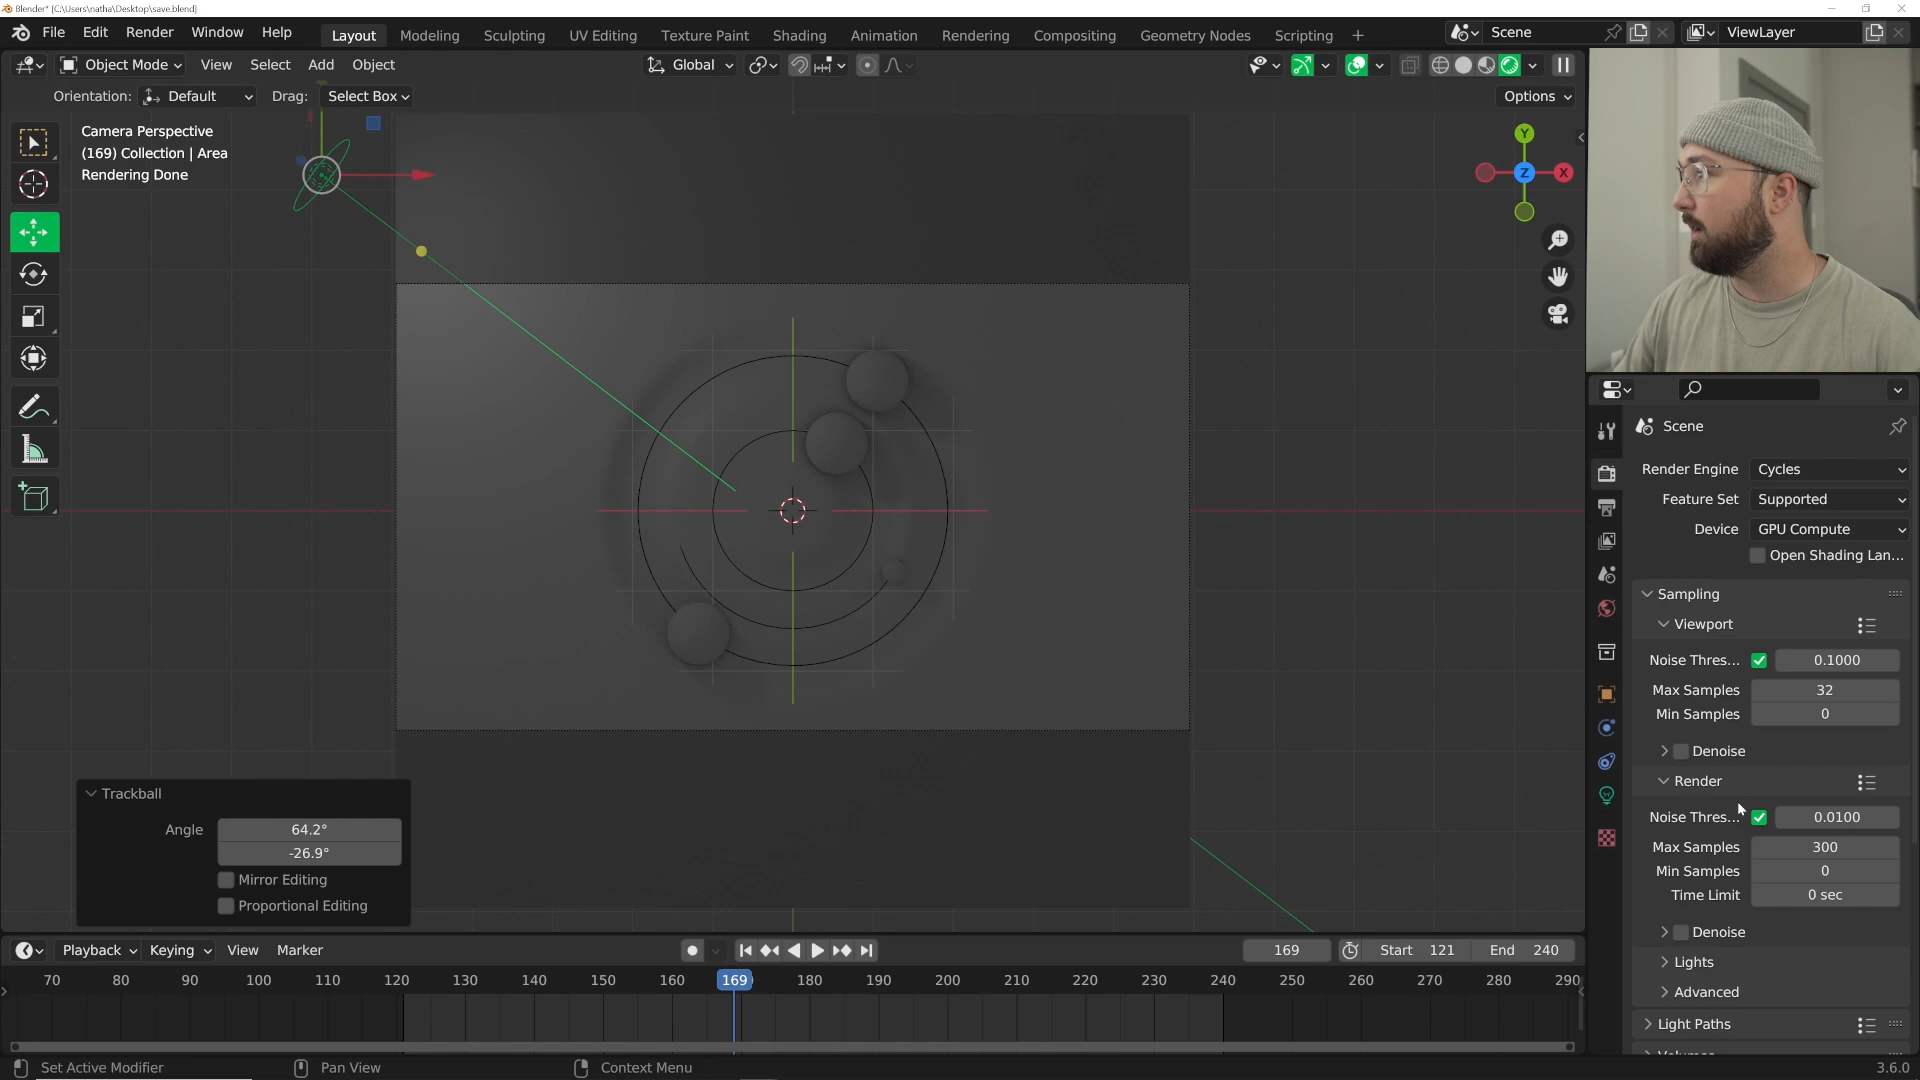 Blender* [C:\Users\natha\Desktop\save.blend]
File Edit Render Window Help Layout Modeling Sculpting UV Editing Texture Paint Shading Animation Rendering Compositing Geometry Nodes Scripting + Scene ViewLayer
Object Mode View Select Add Object Global
Orientation: Default Drag: Select Box Options
Camera Perspective
(169) Collection | Area
Rendering Done
Y
Z
X
Scene
Render Engine Cycles
Feature Set Supported
Device GPU Compute
Open Shading Lan...
Sampling
Viewport
Noise Thres... 0.1000
Max Samples 32
Min Samples 0
Denoise
Render
Noise Thres... 0.0100
Max Samples 300
Min Samples 0
Time Limit 0 sec
Denoise
Lights
Advanced
Light Paths
Trackball
Angle 64.2°
-26.9°
Mirror Editing
Proportional Editing
Playback Keying View Marker 169 Start 121 End 240
70 80 90 100 110 120 130 140 150 160 169 180 190 200 210 220 230 240 250 260 270 280 290
Set Active Modifier Pan View Context Menu 3.6.0